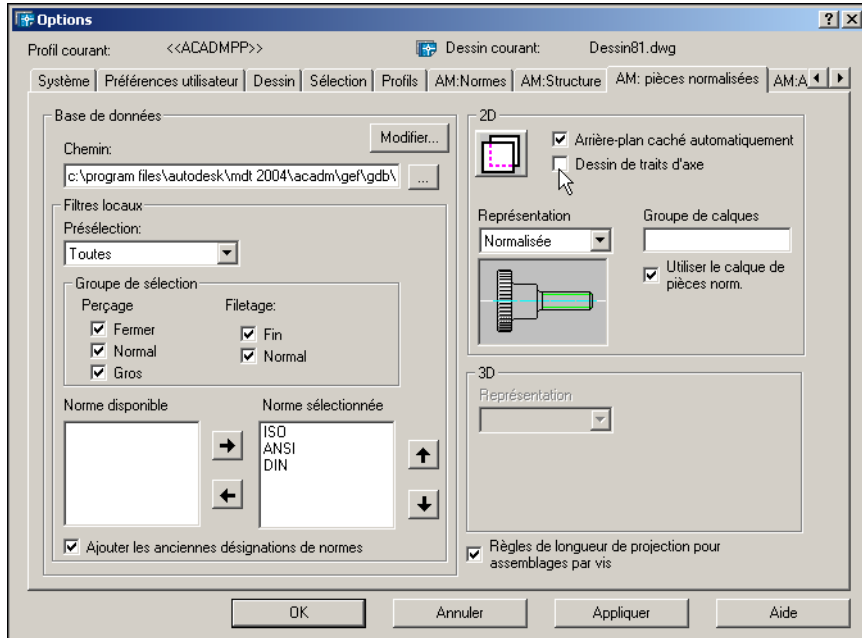 Options
Profil courant: <<ACADMPP>> Dessin courant: Dessin81.dwg
Système Préférences utilisateur Dessin Sélection Profils AM:Normes AM:Structure AM: pièces normalisées AM:A
Base de données
Modifier...
Chemin:
c:\program files\autodesk\mdt 2004\acadm\gef\gdb\ ...
Filtres locaux
Présélection:
Toutes
Groupe de sélection
Perçage Filetage:
Fermer Fin
Normal Normal
Gros
Norme disponible Norme sélectionnée
ISO
ANSI
DIN
Ajouter les anciennes désignations de normes
2D
Arrière-plan caché automatiquement
Dessin de traits d'axe
Représentation Groupe de calques
Normalisée
Utiliser le calque de
pièces norm.
3D
Représentation
Règles de longueur de projection pour
assemblages par vis
OK Annuler Appliquer Aide